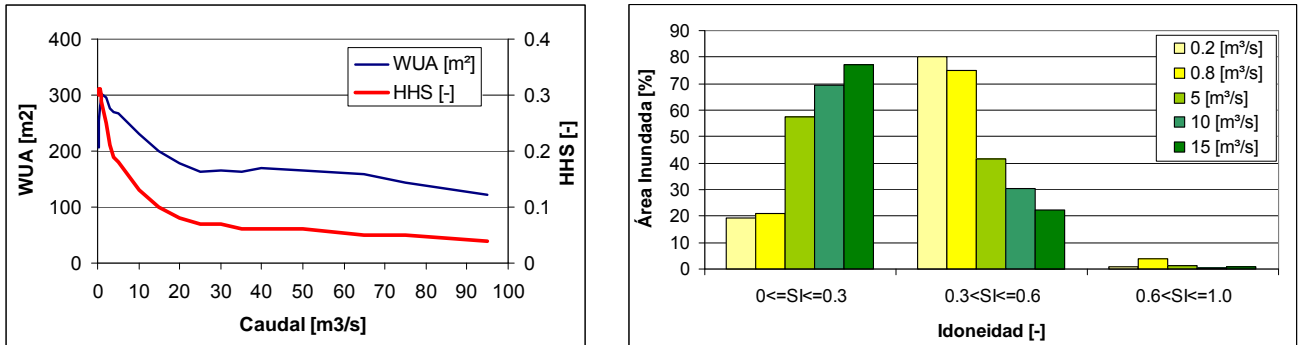 400
300
200
100
0
WUA [m2]
WUA [m²]
HHS [-]
0.4
0.3
0.2
0.1
0
HHS [-]
0 10 20 30 40 50 60 70 80 90 100
Caudal [m3/s]
90
80
70
60
50
40
30
20
10
0
Área Inundada [%]
0.2 [m³/s]
0.8 [m³/s]
5 [m³/s]
10 [m³/s]
15 [m³/s]
0<=SI<=0.3 0.3<SI<=0.6 0.6<SI<=1.0
Idoneidad [-]